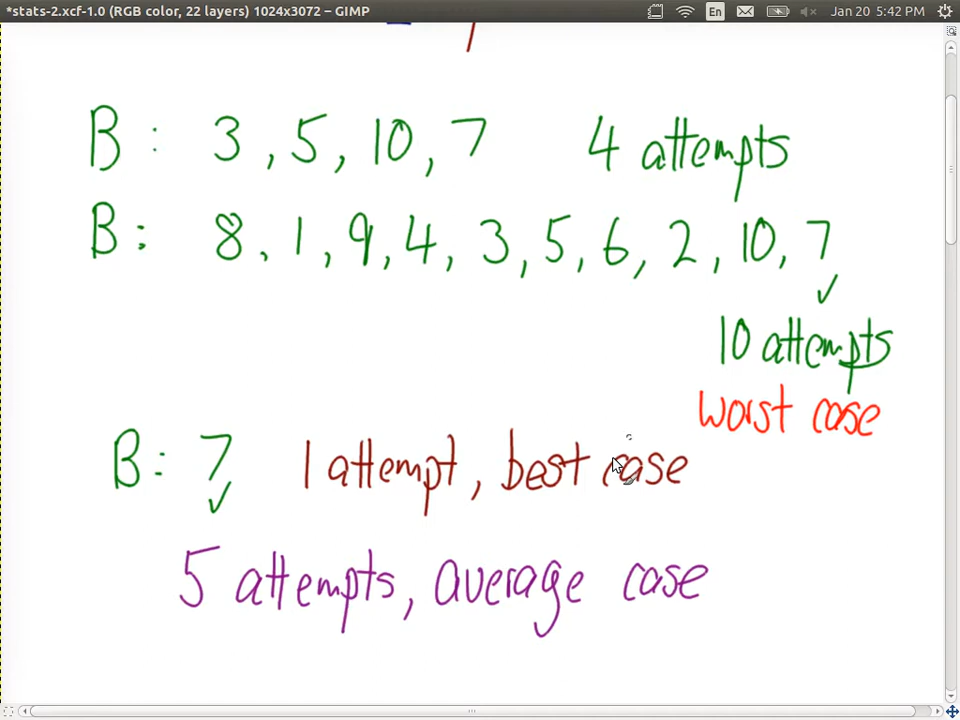 *stats-2.xcf-1.0 (RGB color, 22 layers) 1024x3072 – GIMP
En
Jan 20 5:42 PM
B : 3 , 5 , 10 , 7 4 attempts
B : 8 , 1 , 9 , 4 , 3 , 5 , 6 , 2 , 10 , 7
10 attempts
worst case
B : 7 1 attempt , best case
5 attempts , average case